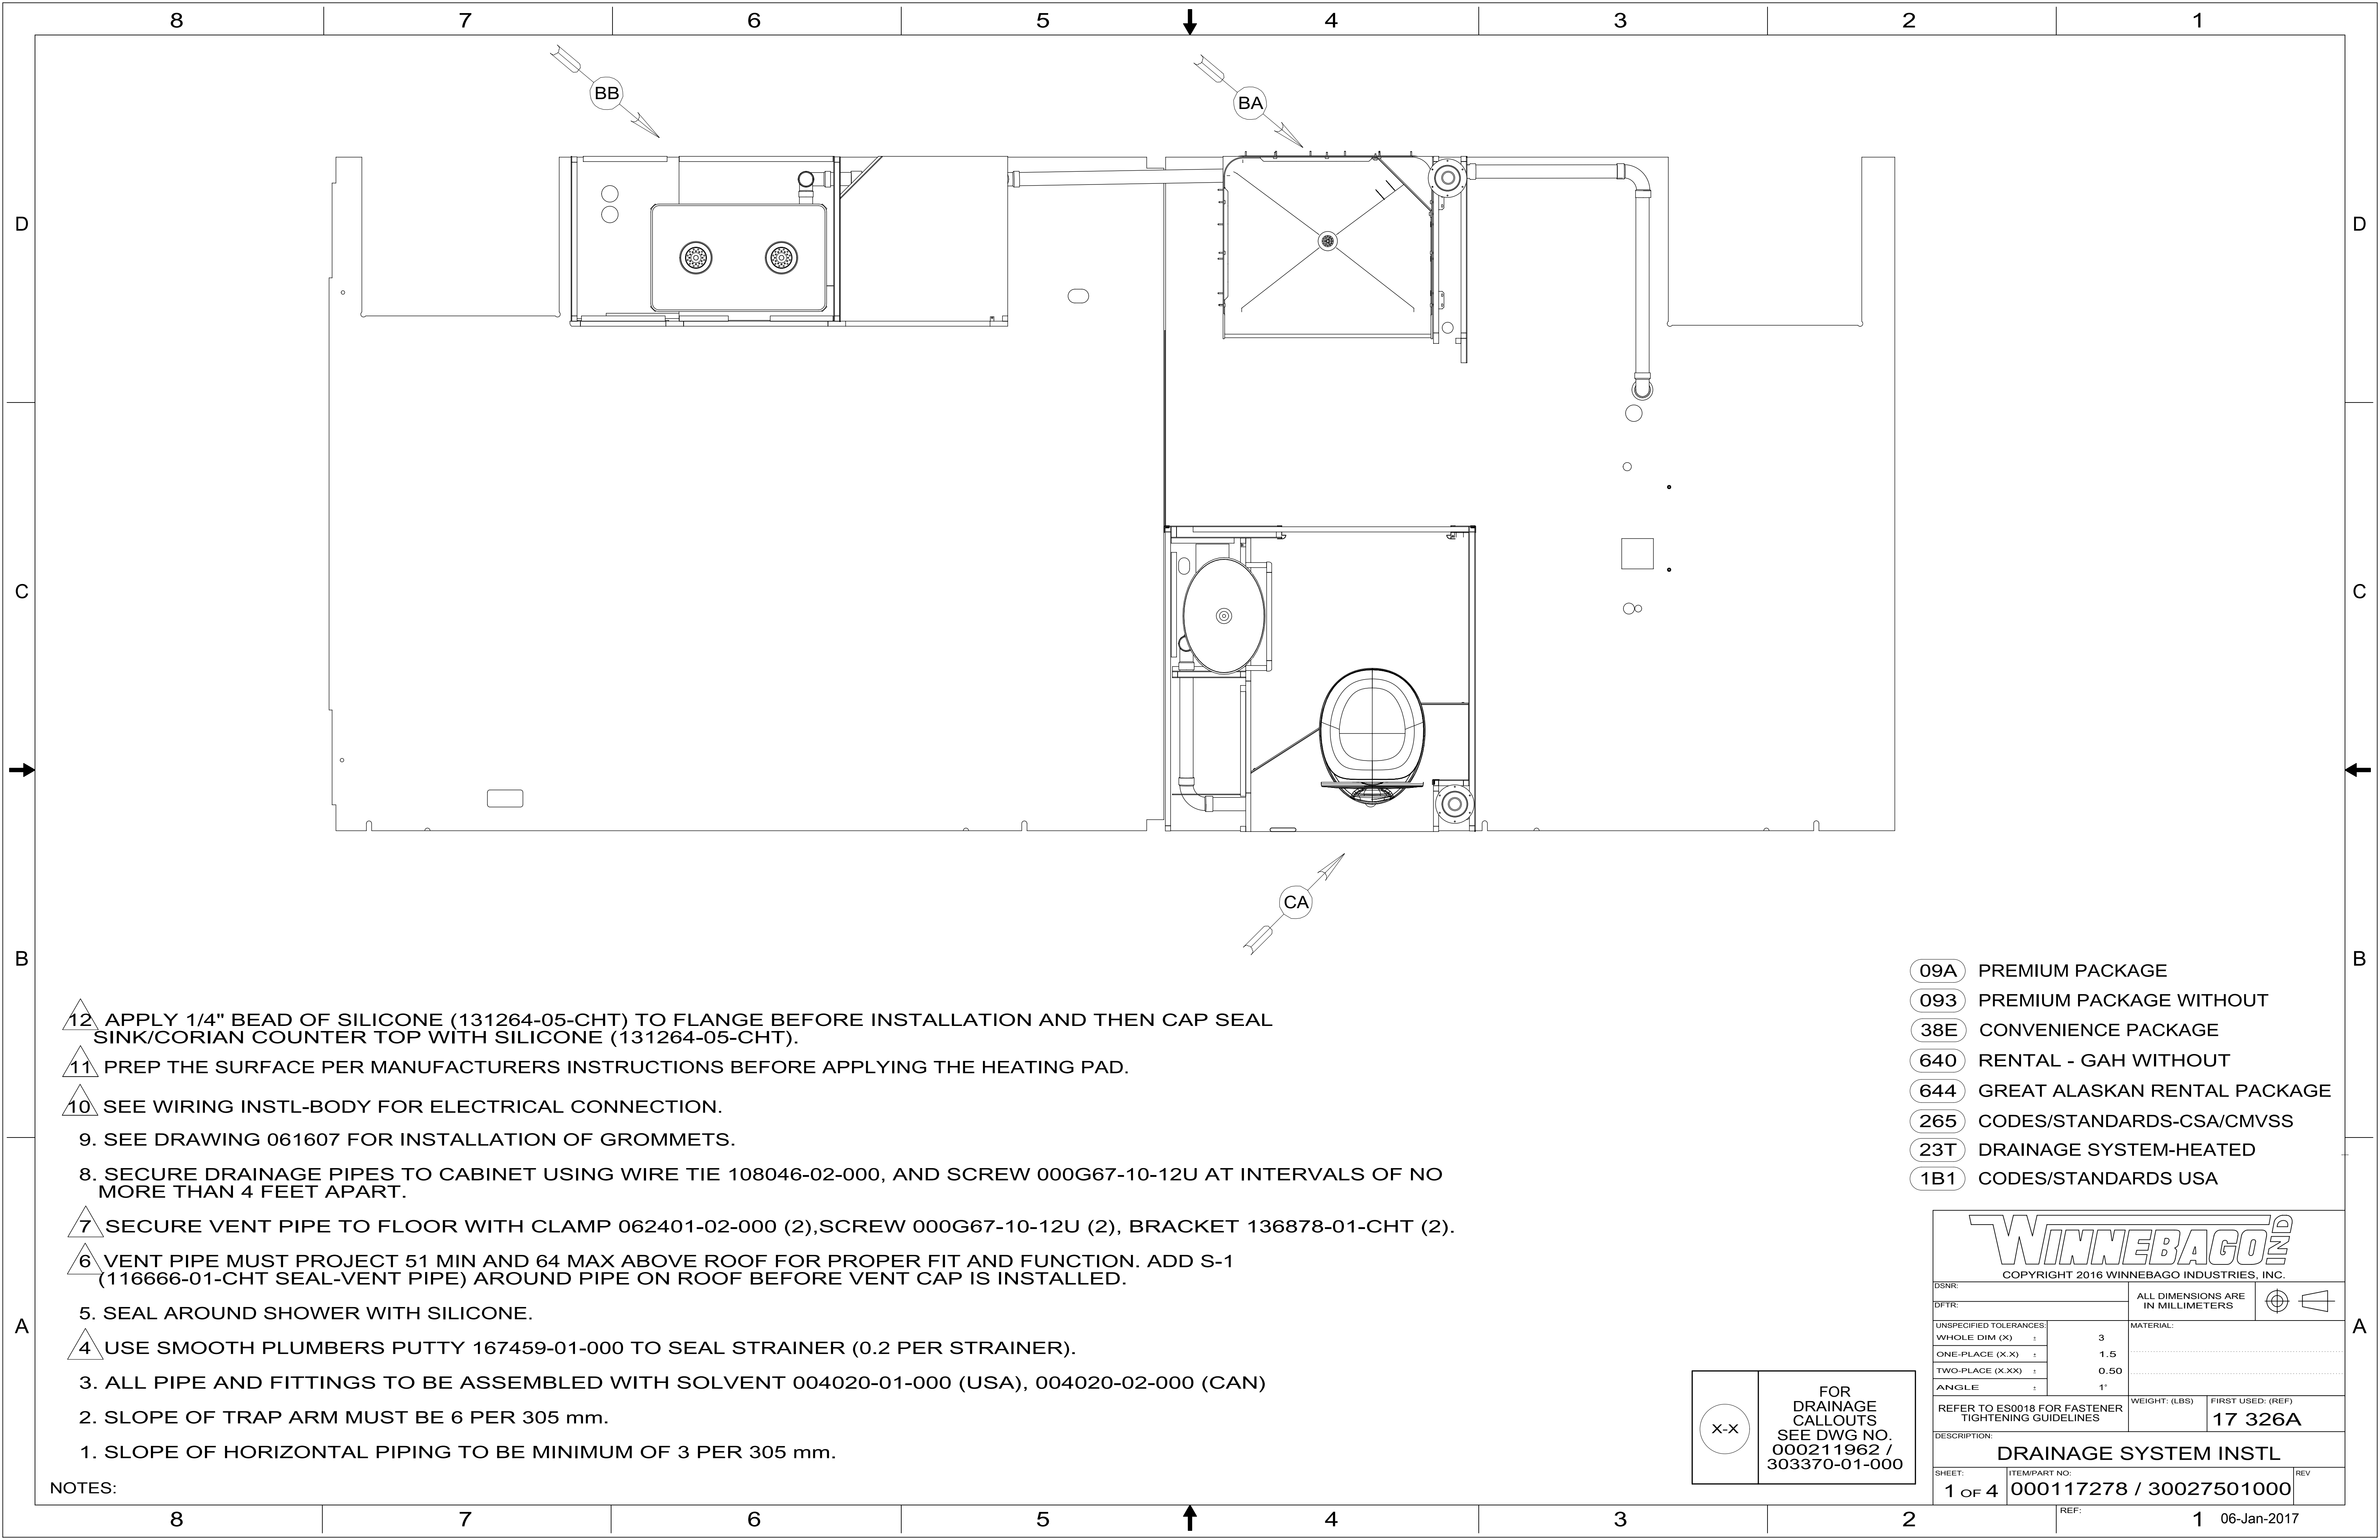 8 7 6 5 4 3 2 1
BB
BA
D D
C C
CA
B B
09A PREMIUM PACKAGE
093 PREMIUM PACKAGE WITHOUT
38E CONVENIENCE PACKAGE
640 RENTAL - GAH WITHOUT
644 GREAT ALASKAN RENTAL PACKAGE
265 CODES/STANDARDS-CSA/CMVSS
23T DRAINAGE SYSTEM-HEATED
1B1 CODES/STANDARDS USA
12 APPLY 1/4" BEAD OF SILICONE (131264-05-CHT) TO FLANGE BEFORE INSTALLATION AND THEN CAP SEAL
SINK/CORIAN COUNTER TOP WITH SILICONE (131264-05-CHT).
11 PREP THE SURFACE PER MANUFACTURERS INSTRUCTIONS BEFORE APPLYING THE HEATING PAD.
10 SEE WIRING INSTL-BODY FOR ELECTRICAL CONNECTION.
9. SEE DRAWING 061607 FOR INSTALLATION OF GROMMETS.
8. SECURE DRAINAGE PIPES TO CABINET USING WIRE TIE 108046-02-000, AND SCREW 000G67-10-12U AT INTERVALS OF NO
MORE THAN 4 FEET APART.
7 SECURE VENT PIPE TO FLOOR WITH CLAMP 062401-02-000 (2),SCREW 000G67-10-12U (2), BRACKET 136878-01-CHT (2).
6 VENT PIPE MUST PROJECT 51 MIN AND 64 MAX ABOVE ROOF FOR PROPER FIT AND FUNCTION. ADD S-1
(116666-01-CHT SEAL-VENT PIPE) AROUND PIPE ON ROOF BEFORE VENT CAP IS INSTALLED.
5. SEAL AROUND SHOWER WITH SILICONE.
4 USE SMOOTH PLUMBERS PUTTY 167459-01-000 TO SEAL STRAINER (0.2 PER STRAINER).
3. ALL PIPE AND FITTINGS TO BE ASSEMBLED WITH SOLVENT 004020-01-000 (USA), 004020-02-000 (CAN)
2. SLOPE OF TRAP ARM MUST BE 6 PER 305 mm.
1. SLOPE OF HORIZONTAL PIPING TO BE MINIMUM OF 3 PER 305 mm.
NOTES:
A A
X-X
FOR
DRAINAGE
CALLOUTS
SEE DWG NO.
000211962 /
303370-01-000
WINNEBAGO IND
COPYRIGHT 2016 WINNEBAGO INDUSTRIES, INC.
DSNR:
DFTR:
ALL DIMENSIONS ARE
IN MILLIMETERS
UNSPECIFIED TOLERANCES:
WHOLE DIM (X) ± 3
ONE-PLACE (X.X) ± 1.5
TWO-PLACE (X.XX) ± 0.50
ANGLE ± 1°
MATERIAL:
REFER TO ES0018 FOR FASTENER
TIGHTENING GUIDELINES
WEIGHT: (LBS)
FIRST USED: (REF)
17 326A
DESCRIPTION:
DRAINAGE SYSTEM INSTL
SHEET:
1 OF 4
ITEM/PART NO:
000117278 / 30027501000
REV
REF:
8 7 6 5 4 3 2 1
06-Jan-2017